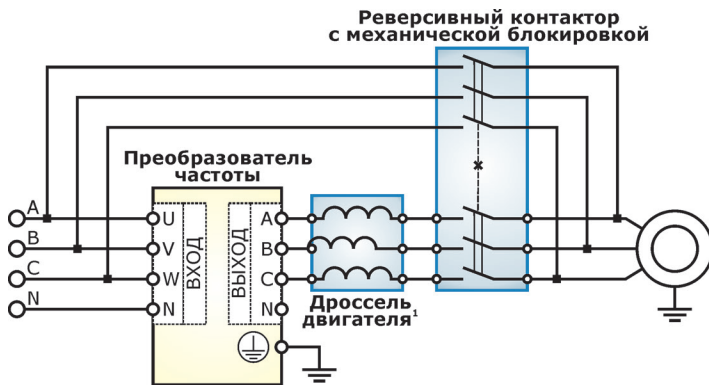 Реверсивный контактор
с механической блокировкой
Преобразователь
частоты
A
B
C
N
U
V
W
N
ВХОД
ВЫХОД
A
B
C
N
Дроссель
двигателя¹